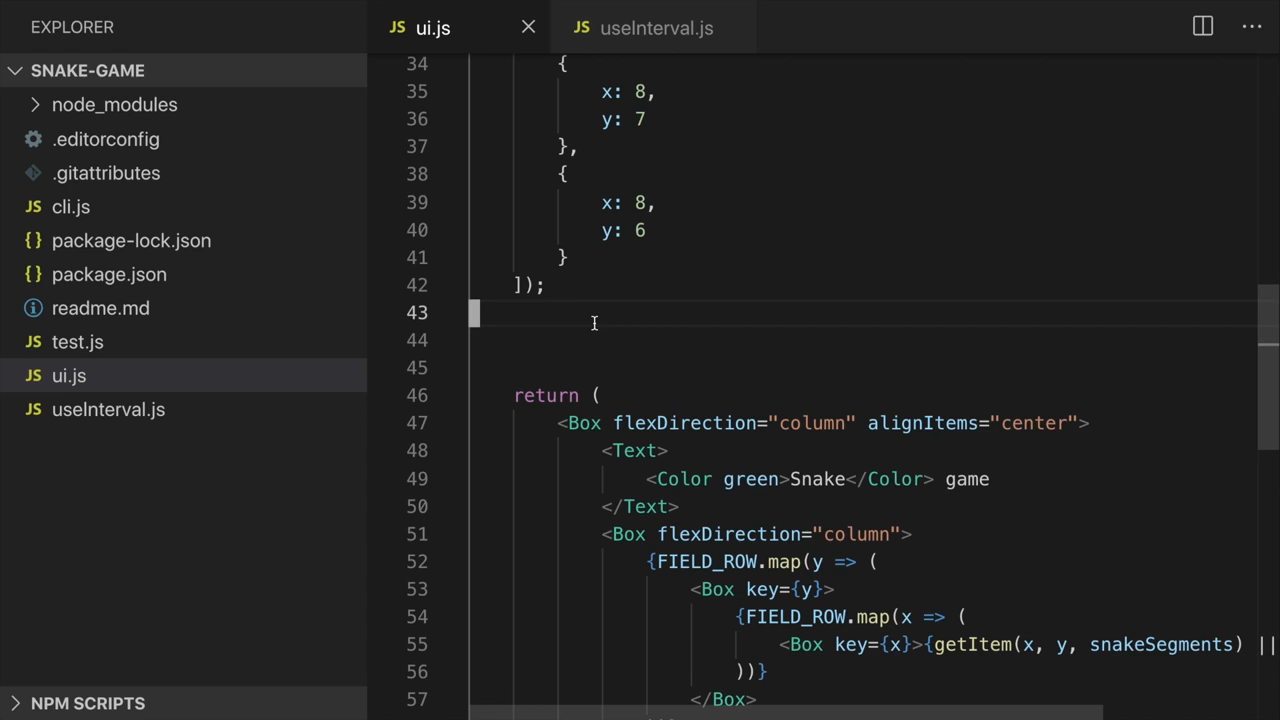 EXPLORER
JS ui.js
JS useInterval.js
SNAKE-GAME
node_modules
.editorconfig
.gitattributes
JS cli.js
{} package-lock.json
{} package.json
readme.md
JS test.js
JS ui.js
JS useInterval.js
NPM SCRIPTS
34 {
35 x: 8,
36 y: 7
37 },
38 {
39 x: 8,
40 y: 6
41 }
42 ]);
43
44
45
46 return (
47 <Box flexDirection="column" alignItems="center">
48 <Text>
49 <Color green>Snake</Color> game
50 </Text>
51 <Box flexDirection="column">
52 {FIELD_ROW.map(y => (
53 <Box key={y}>
54 {FIELD_ROW.map(x => (
55 <Box key={x}>{getItem(x, y, snakeSegments) ||
56 ))}
57 </Box>